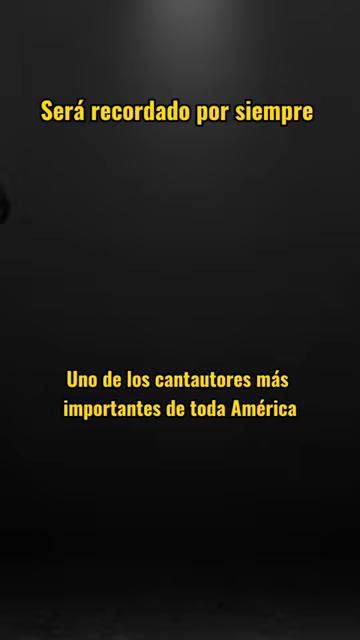 Será recordado por siempre
Uno de los cantautores más
importantes de toda América